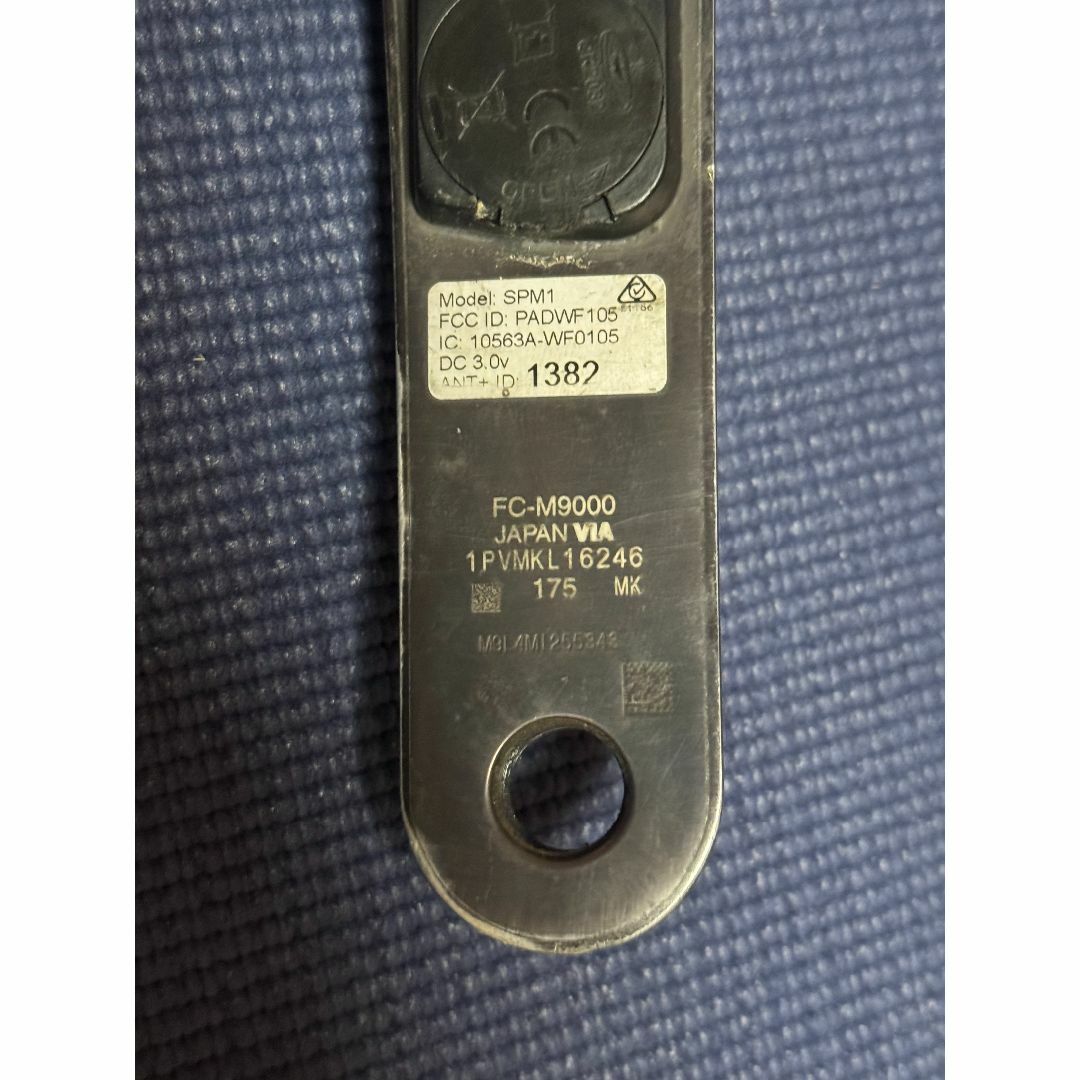 CE
OPEN
Model: SPM1
FCC ID: PADWF105
IC: 10563A-WF0105
DC 3.0v
ANT+ ID: 1382
FC-M9000
JAPAN VIA
1PVMKL16246
175 MK